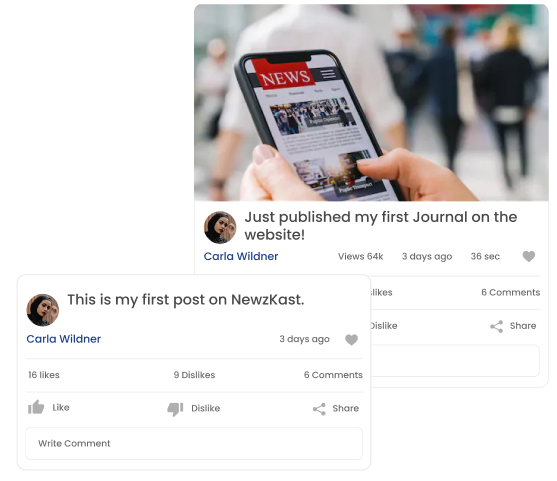 NEWS
Just published my first Journal on the
website!
Carla Wildner
Views 64k 3 days ago 36 sec
slikes 6 Comments
Dislike Share
This is my first post on NewzKast.
Carla Wildner
3 days ago
16 likes 9 Dislikes 6 Comments
Like Dislike Share
Write Comment